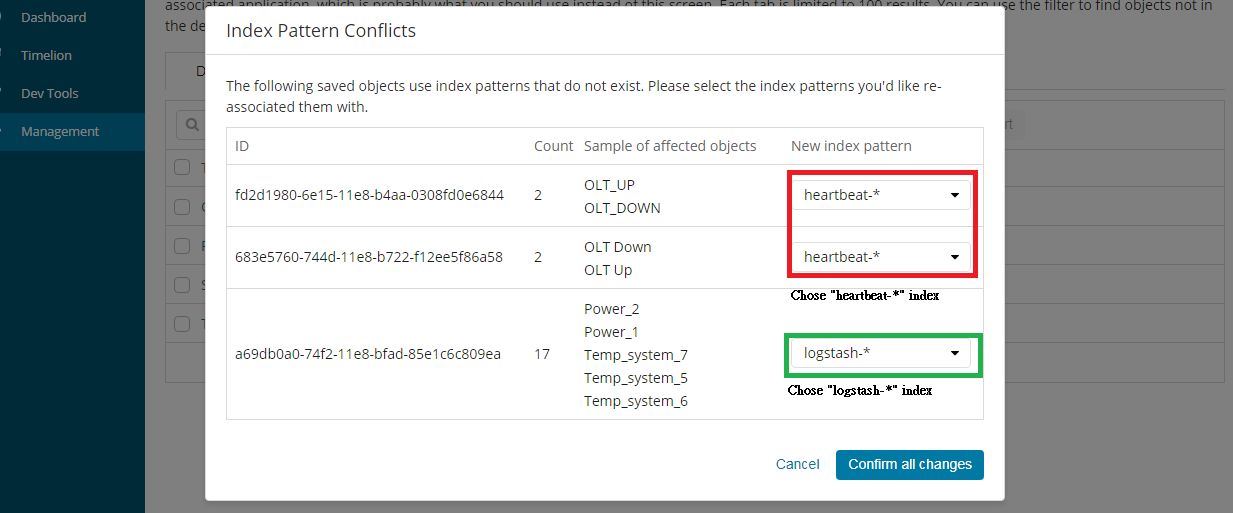 associated application, which is probably what you should use instead of this screen. Each tab is limited to 100 results. You can use the filter to find objects not in
the de
Dashboard
Timelion
Dev Tools
Management
D
Index Pattern Conflicts
The following saved objects use index patterns that do not exist. Please select the index patterns you'd like re-
associated them with.
ID Count Sample of affected objects New index pattern
fd2d1980-6e15-11e8-b4aa-0308fd0e6844 2 OLT_UP heartbeat-*
OLT_DOWN
683e5760-744d-11e8-b722-f12ee5f86a58 2 OLT Down heartbeat-*
OLT Up
Chose "heartbeat-*" index
a69db0a0-74f2-11e8-bfad-85e1c6c809ea 17 Power_2 logstash-*
Power_1
Temp_system_7
Temp_system_5
Temp_system_6
Chose "logstash-*" index
Cancel Confirm all changes